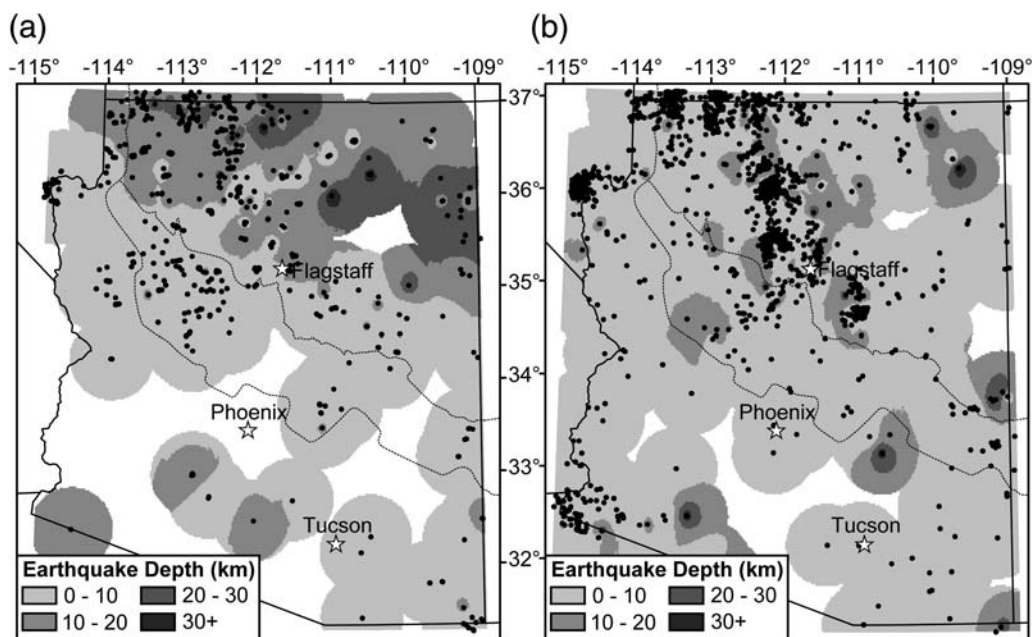 (a)
(b)
-115 -113 -112 -111 -110 -109°
-115° -113 -112 -111 -110 -109°
37°
36°
35°
34°
33°
32°
Flagstaff
Phoenix
Tucson
Flagstaff
Phoenix
Tucson
Earthquake Depth (km)
0 - 10 20 - 30
10 - 20 30+
Earthquake Depth (km)
0 - 10 20 - 30
10 - 20 30+